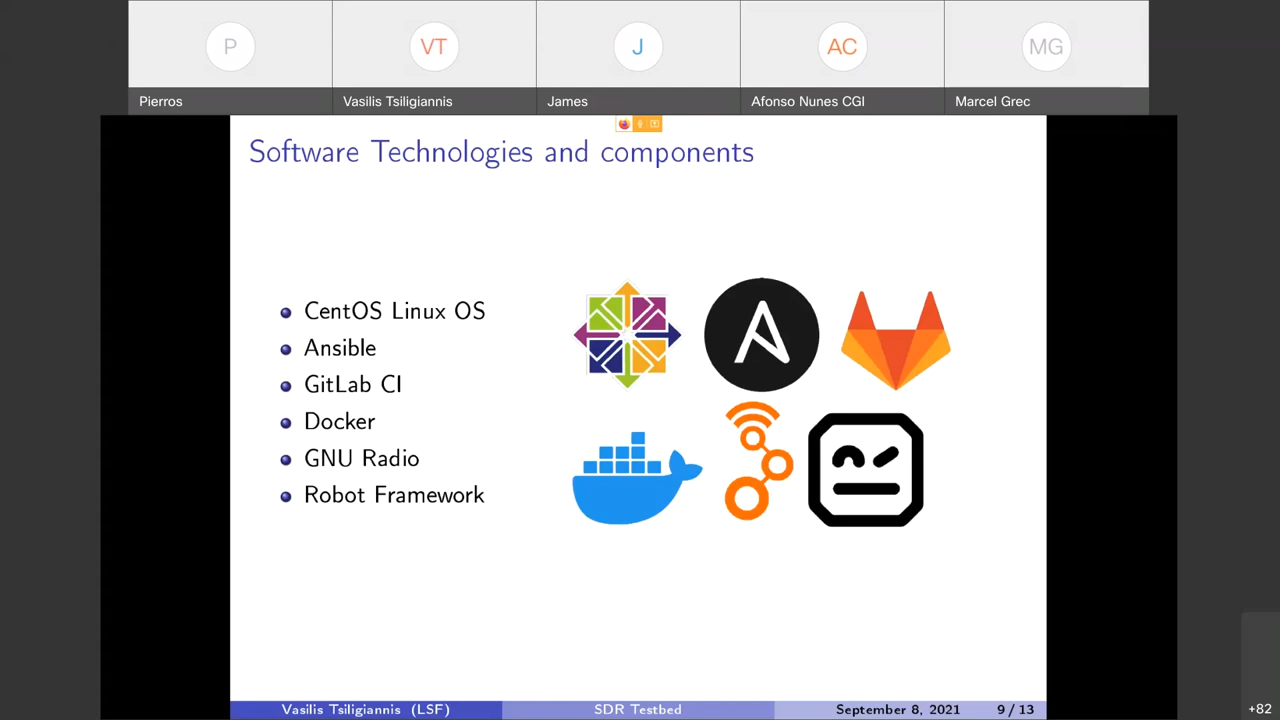 P
VT
J
AC
MG
Pierros
Vasilis Tsiligiannis
James
Afonso Nunes CGI
Marcel Grec
Software Technologies and components
CentOS Linux OS
Ansible
GitLab CI
Docker
GNU Radio
Robot Framework
A
Vasilis Tsiligiannis (LSF)
SDR Testbed
September 8, 2021
9 / 13
+82